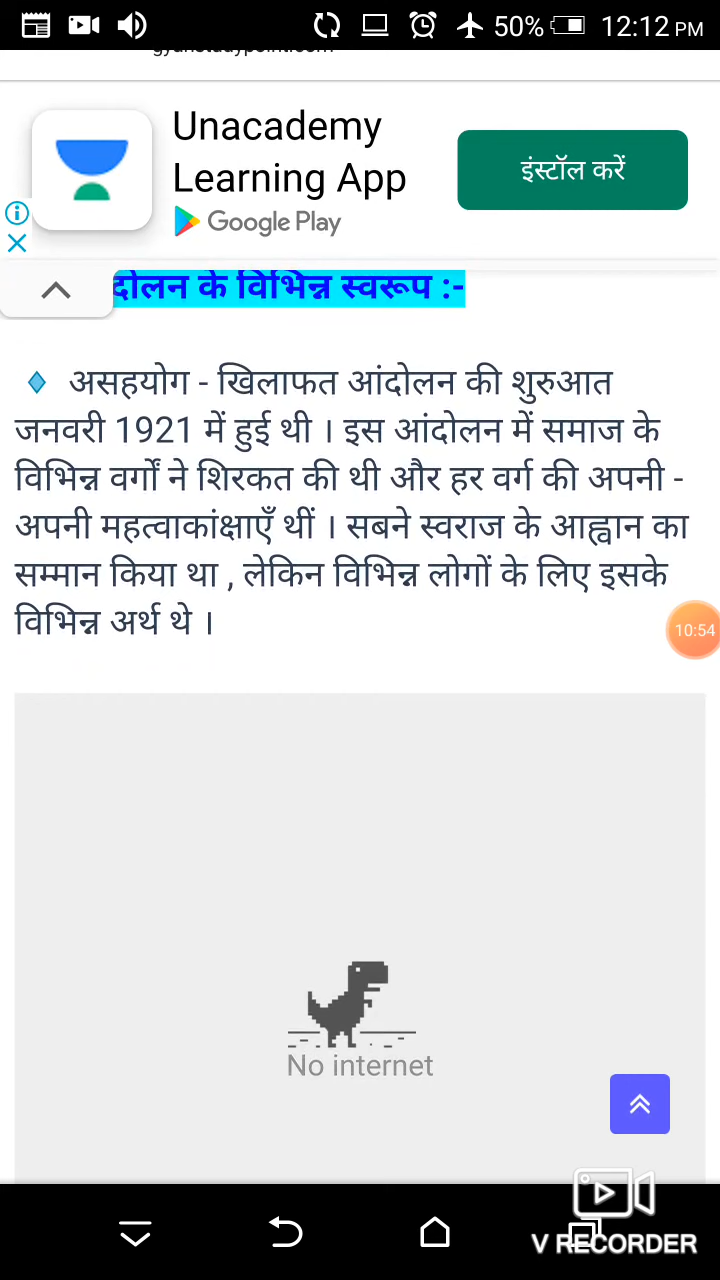 50% 12:12 PM
gyanstudypoint.com
Unacademy
Learning App
Google Play
इंस्टॉल करें
दोलन के विभिन्न स्वरूप :-
असहयोग - खिलाफत आंदोलन की शुरुआत
जनवरी 1921 में हुई थी । इस आंदोलन में समाज के
विभिन्न वर्गों ने शिरकत की थी और हर वर्ग की अपनी -
अपनी महत्वाकांक्षाएँ थीं । सबने स्वराज के आह्वान का
सम्मान किया था , लेकिन विभिन्न लोगों के लिए इसके
विभिन्न अर्थ थे ।
10:54
No internet
V RECORDER